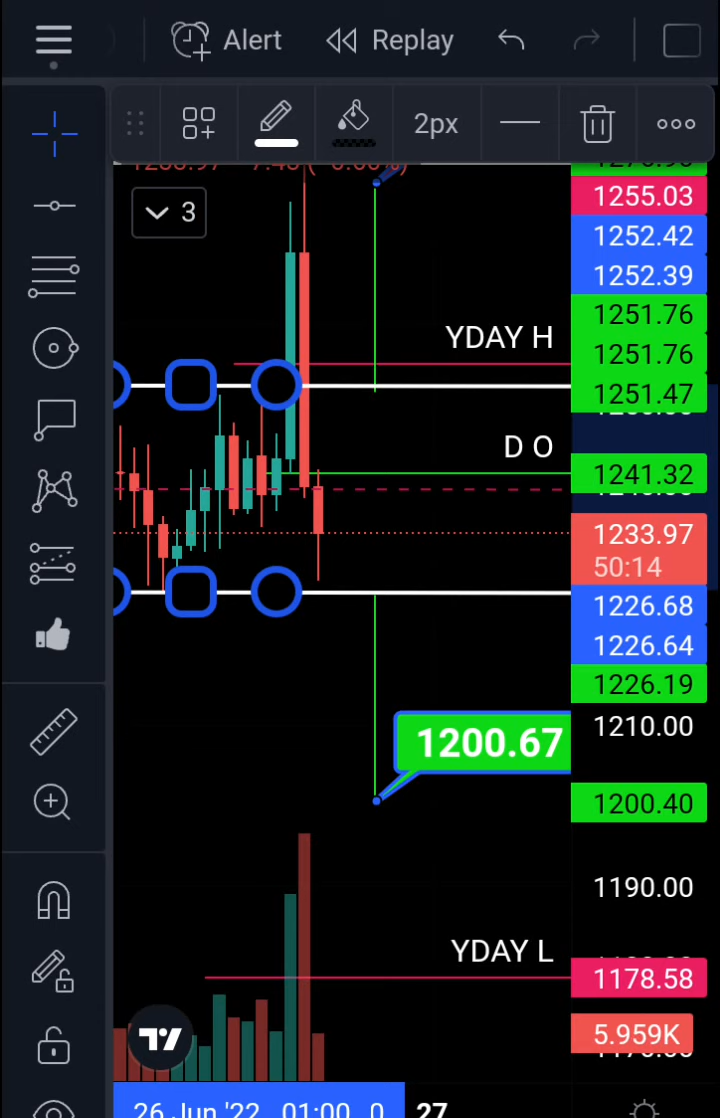 Alert
Replay
2px
3
1255.03
1252.42
1252.39
1251.76
YDAY H
1251.76
1251.47
D O
1241.32
1233.97
50:14
1226.68
1226.64
1226.19
1210.00
1200.67
1200.40
1190.00
YDAY L
1178.58
5.959K
26 Jun '22 01:00 0
27